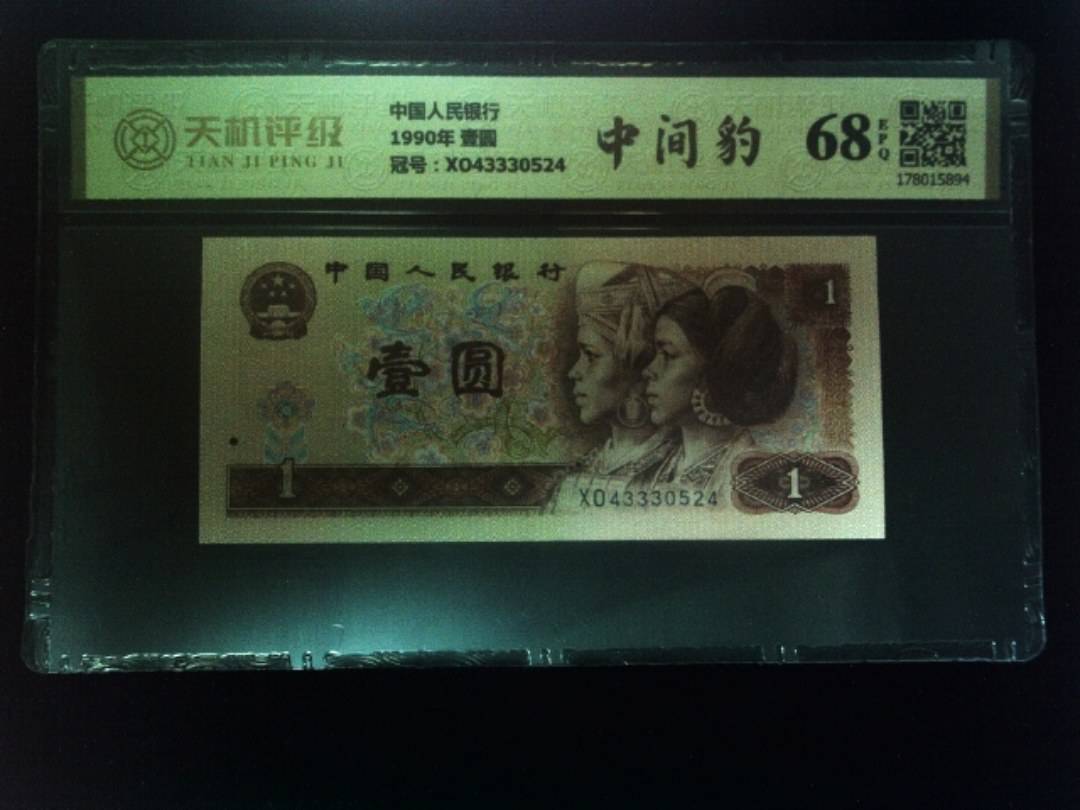 天机评级
TIAN JI PING JI
中国人民银行
1990年 壹圆
冠号：XO43330524
中间豹
68
EPQ
178015894
中国人民银行
1
壹圆
1
XO43330524
1